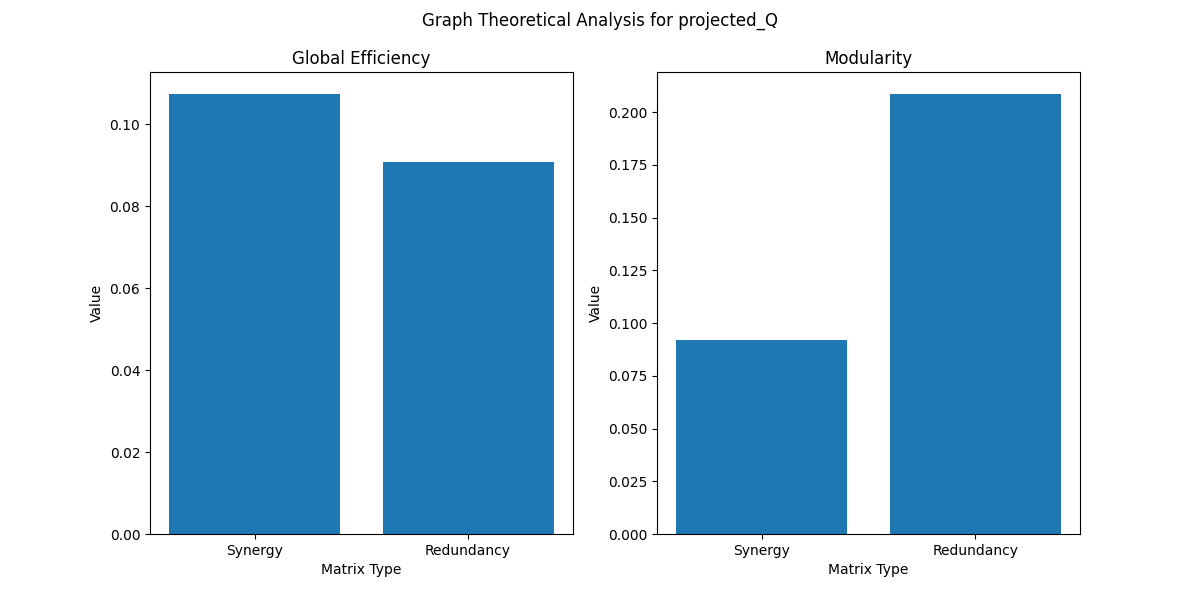 Graph Theoretical Analysis for projected_Q
Global Efficiency
Value
0.10
0.08
0.06
0.04
0.02
0.00
Synergy
Redundancy
Matrix Type
Modularity
Value
0.200
0.175
0.150
0.125
0.100
0.075
0.050
0.025
0.000
Synergy
Redundancy
Matrix Type